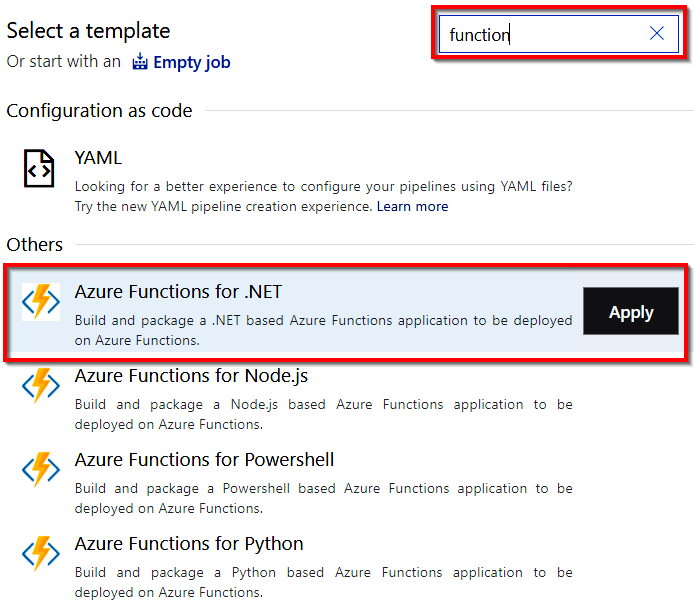 Select a template
function
Or start with an Empty job
Configuration as code
YAML
Looking for a better experience to configure your pipelines using YAML files?
Try the new YAML pipeline creation experience. Learn more
Others
Azure Functions for .NET
Build and package a .NET based Azure Functions application to be deployed
on Azure Functions.
Apply
Azure Functions for Node.js
Build and package a Node.js based Azure Functions application to be
deployed on Azure Functions.
Azure Functions for Powershell
Build and package a Powershell based Azure Functions application to be
deployed on Azure Functions.
Azure Functions for Python
Build and package a Python based Azure Functions application to be
deployed on Azure Functions.